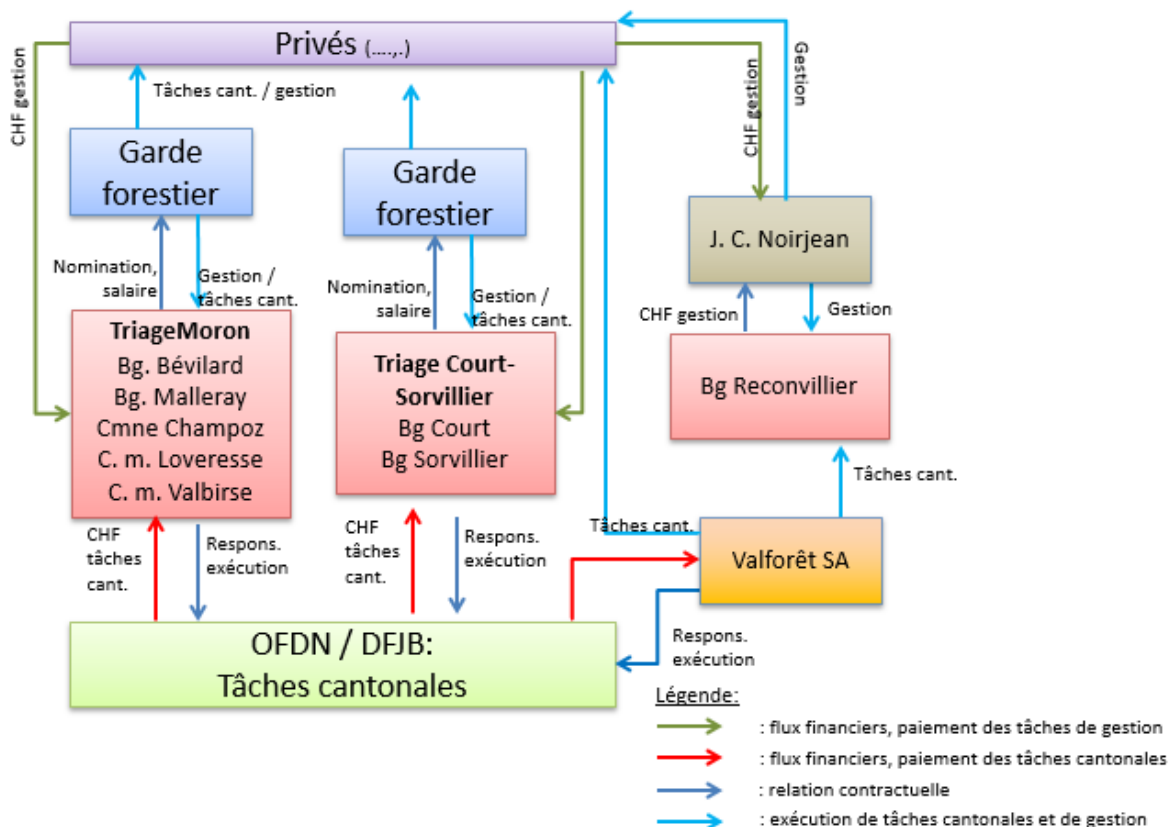 Privés (....,.)
CHF gestion
Tâches cant. / gestion
CHF gestion
Gestion
Garde
forestier
Garde
forestier
J. C. Noirjean
Nomination,
salaire
Gestion /
tâches cant.
Nomination,
salaire
Gestion /
tâches cant.
CHF gestion
Gestion
TriageMoron
Bg. Bévilard
Bg. Malleray
Cmne Champoz
C. m. Loveresse
C. m. Valbirse
Triage Court-
Sorvillier
Bg Court
Bg Sorvillier
Bg Reconvillier
Tâches cant.
CHF
tâches
cant.
Respons.
exécution
CHF
tâches
cant.
Respons.
exécution
Tâches cant.
Valforêt SA
OFDN / DFJB:
Tâches cantonales
Respons.
exécution
Légende:
: flux financiers, paiement des tâches de gestion
: flux financiers, paiement des tâches cantonales
: relation contractuelle
: exécution de tâches cantonales et de gestion